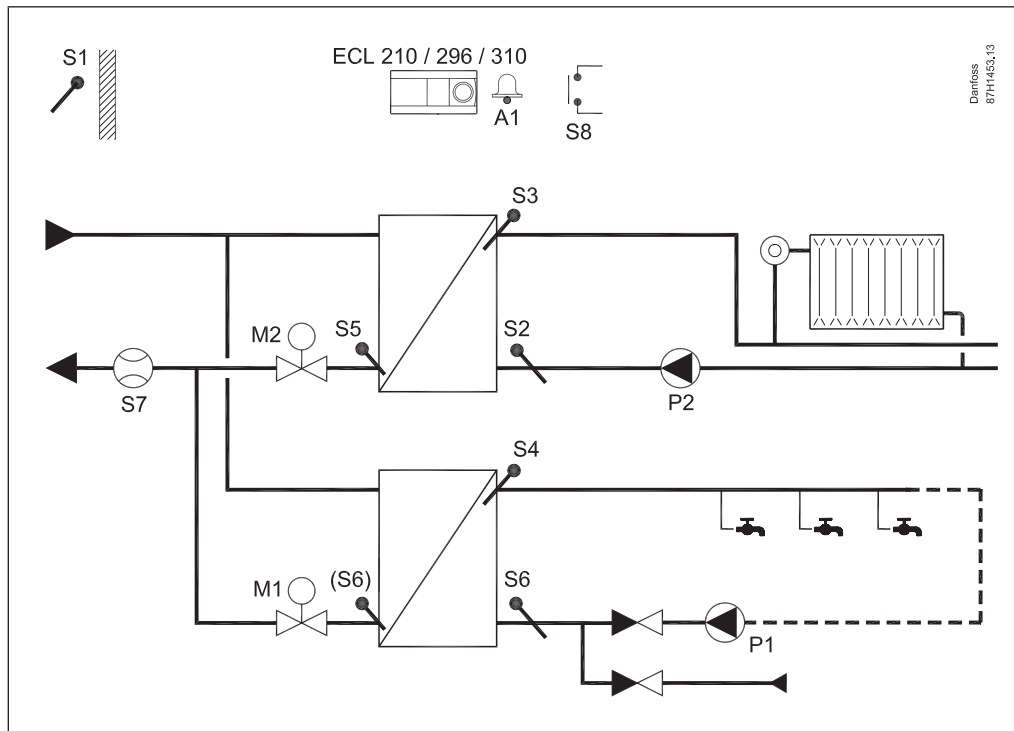 S1
ECL 210 / 296 / 310
A1
S8
Danfoss
87H1453.13
S3
M2
S5
S2
S7
P2
S4
M1
(S6)
S6
P1